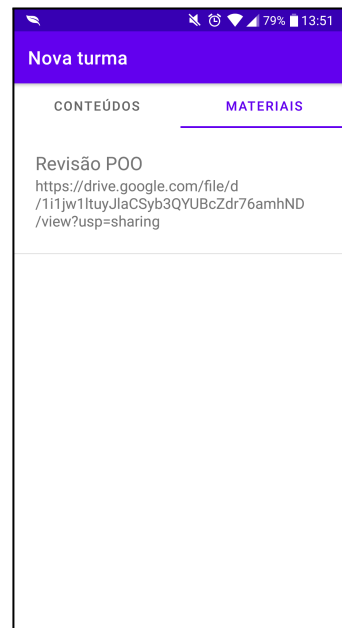 79% 13:51
Nova turma
CONTEÚDOS MATERIAIS
Revisão POO
https://drive.google.com/file/d
/1i1jw1ltuyJlaCSyb3QYUBcZdr76amhND
/view?usp=sharing